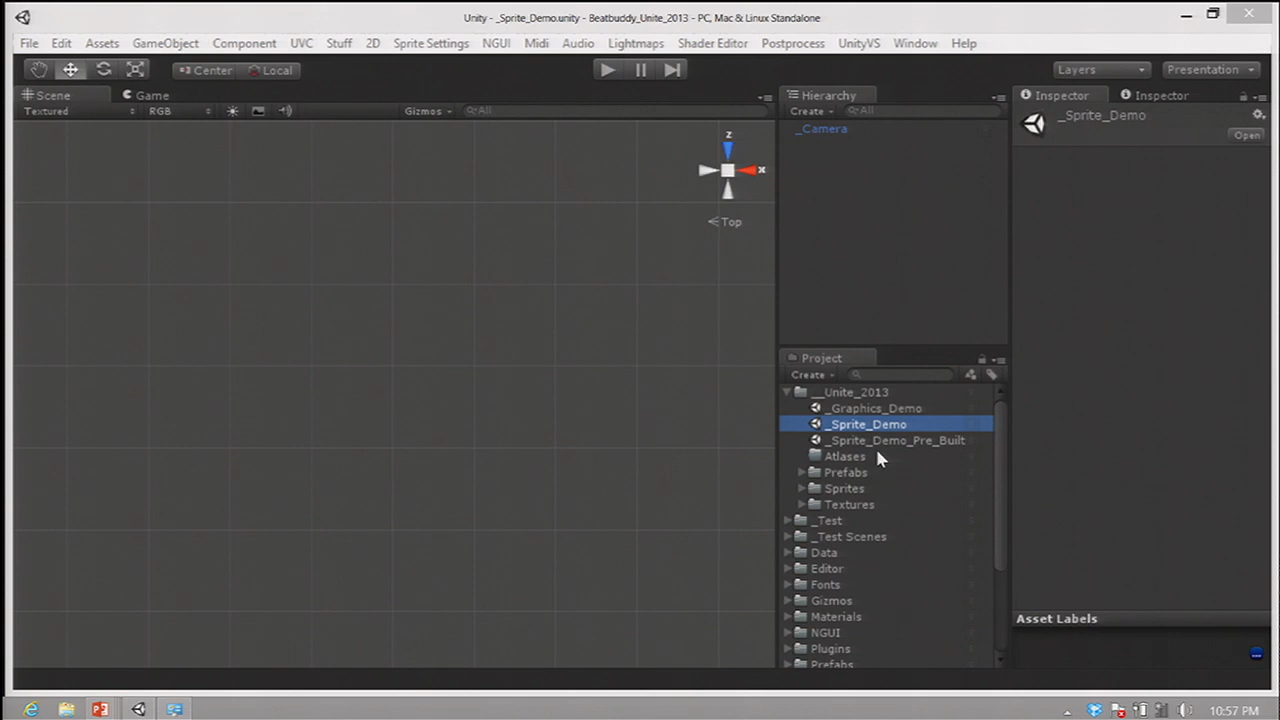 Unity - _Sprite_Demo.unity - Beatbuddy_Unite_2013 - PC, Mac & Linux Standalone
File Edit Assets GameObject Component UVC Stuff 2D Sprite Settings NGUI Midi Audio Lightmaps Shader Editor Postprocess UnityVS Window Help
Center Local Layers Presentation
Scene Game Hierarchy Inspector Inspector
Textured RGB Gizmos All Create All
_Sprite_Demo
Open
_Camera
z
x
Top
Project
Create
__Unite_2013
_Graphics_Demo
_Sprite_Demo
_Sprite_Demo_Pre_Built
Atlases
Prefabs
Sprites
Textures
_Test
_Test Scenes
Data
Editor
Fonts
Gizmos
Materials
NGUI
Plugins
Prefabs
Asset Labels
10:57 PM